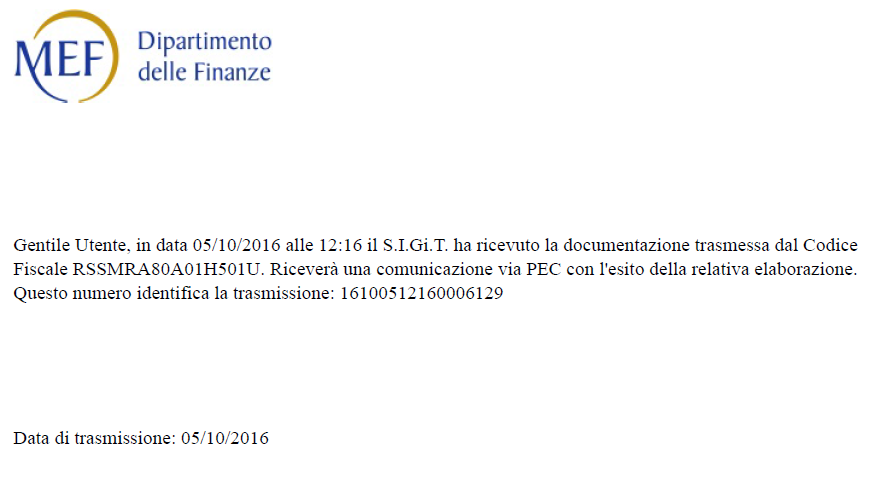 MEF
Dipartimento
delle Finanze
Gentile Utente, in data 05/10/2016 alle 12:16 il S.I.Gi.T. ha ricevuto la documentazione trasmessa dal Codice
Fiscale RSSMRA80A01H501U. Riceverà una comunicazione via PEC con l'esito della relativa elaborazione.
Questo numero identifica la trasmissione: 16100512160006129
Data di trasmissione: 05/10/2016